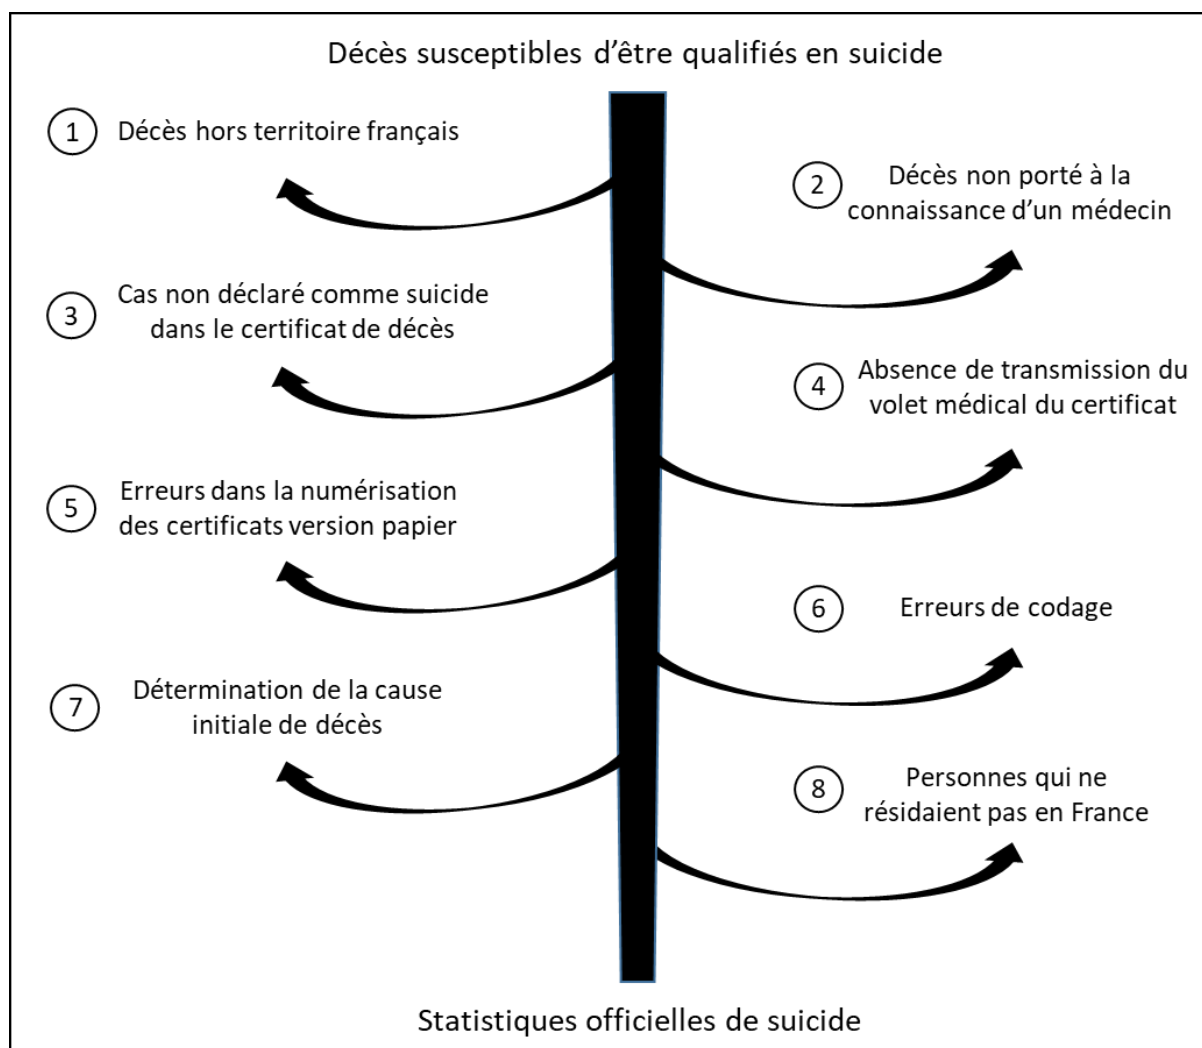 Décès susceptibles d'être qualifiés en suicide
1
Décès hors territoire français
2
Décès non porté à la
connaissance d'un médecin
3
Cas non déclaré comme suicide
dans le certificat de décès
4
Absence de transmission du
volet médical du certificat
5
Erreurs dans la numérisation
des certificats version papier
6
Erreurs de codage
7
Détermination de la cause
initiale de décès
8
Personnes qui ne
résidaient pas en France
Statistiques officielles de suicide